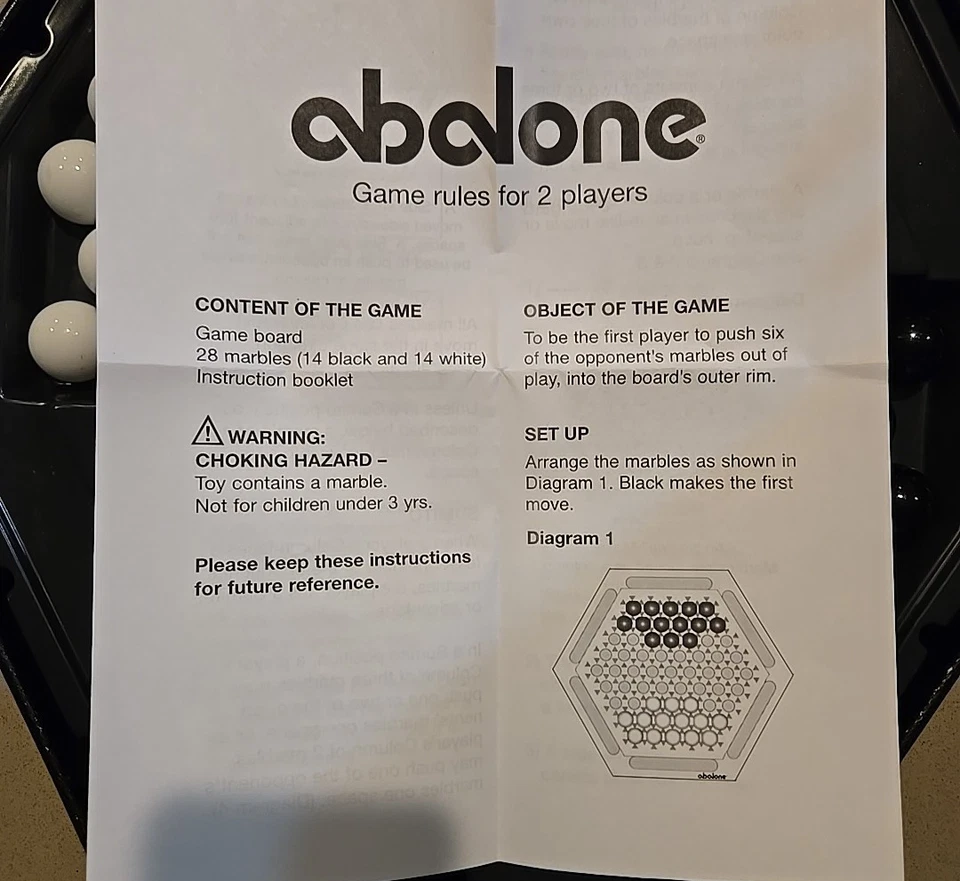 abalone®
Game rules for 2 players
CONTENT OF THE GAME
Game board
28 marbles (14 black and 14 white)
Instruction booklet
WARNING:
CHOKING HAZARD –
Toy contains a marble.
Not for children under 3 yrs.
Please keep these instructions
for future reference.
OBJECT OF THE GAME
To be the first player to push six
of the opponent's marbles out of
play, into the board's outer rim.
SET UP
Arrange the marbles as shown in
Diagram 1. Black makes the first
move.
Diagram 1
abalone